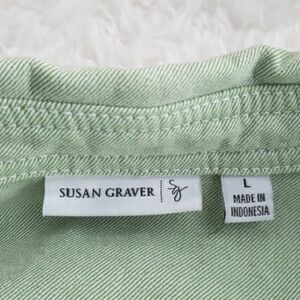 SUSAN GRAVER
sg
L
MADE IN
INDONESIA